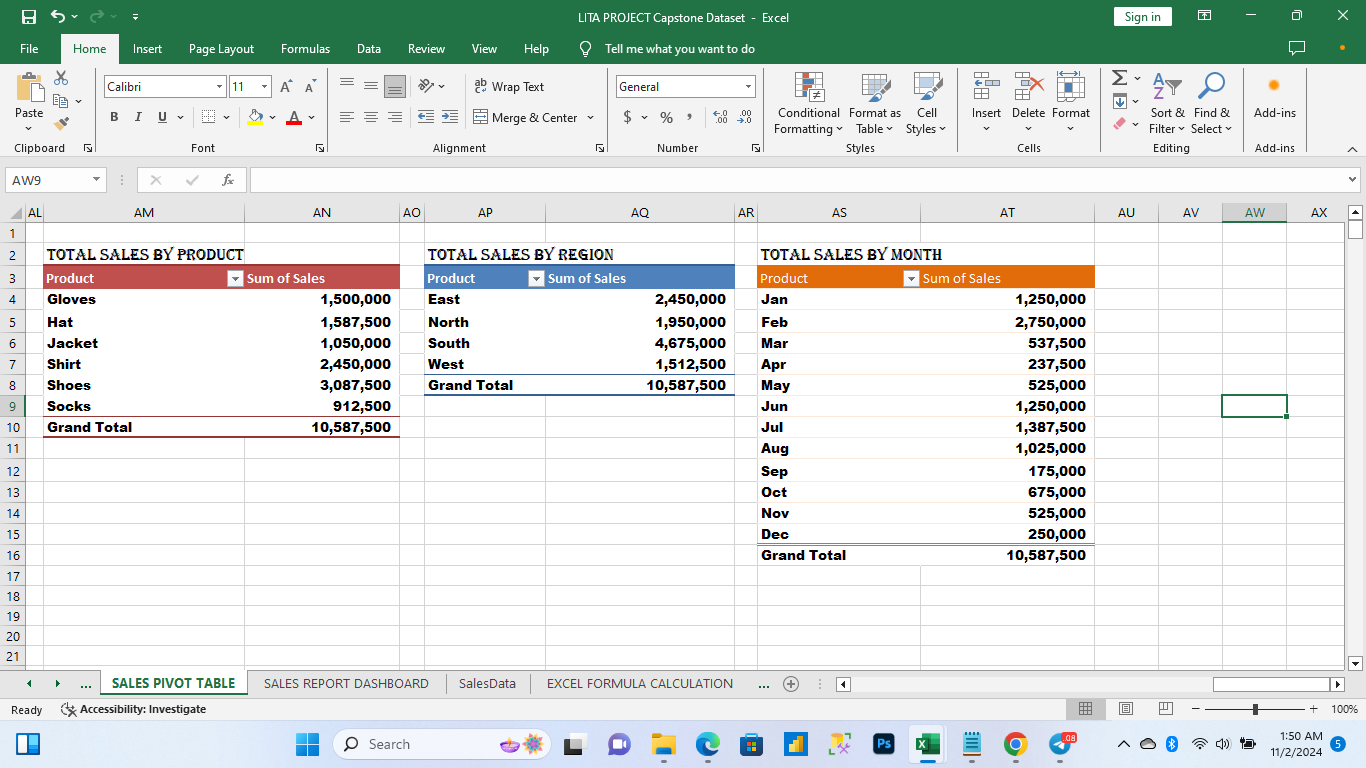 LITA PROJECT Capstone Dataset - Excel
Sign in
File Home Insert Page Layout Formulas Data Review View Help Tell me what you want to do
Paste
Calibri 11
B I U A A A
ab Wrap Text
Merge & Center
General
$ % ,
Conditional Formatting
Format as Table
Cell Styles
Insert Delete Format
Sort & Filter
Find & Select
Add-ins
Clipboard Font Alignment Number Styles Cells Editing Add-ins
AW9 fx
AL AM AN AO AP AQ AR AS AT AU AV AW AX
1
2 TOTAL SALES BY PRODUCT TOTAL SALES BY REGION TOTAL SALES BY MONTH
3 Product Sum of Sales Product Sum of Sales Product Sum of Sales
4 Gloves 1,500,000 East 2,450,000 Jan 1,250,000
5 Hat 1,587,500 North 1,950,000 Feb 2,750,000
6 Jacket 1,050,000 South 4,675,000 Mar 537,500
7 Shirt 2,450,000 West 1,512,500 Apr 237,500
8 Shoes 3,087,500 Grand Total 10,587,500 May 525,000
9 Socks 912,500 Jun 1,250,000
10 Grand Total 10,587,500 Jul 1,387,500
11 Aug 1,025,000
12 Sep 175,000
13 Oct 675,000
14 Nov 525,000
15 Dec 250,000
16 Grand Total 10,587,500
17
18
19
20
21
... SALES PIVOT TABLE SALES REPORT DASHBOARD SalesData EXCEL FORMULA CALCULATION ...
Ready Accessibility: Investigate 100%
Search
Ps
08
1:50 AM
11/2/2024
5